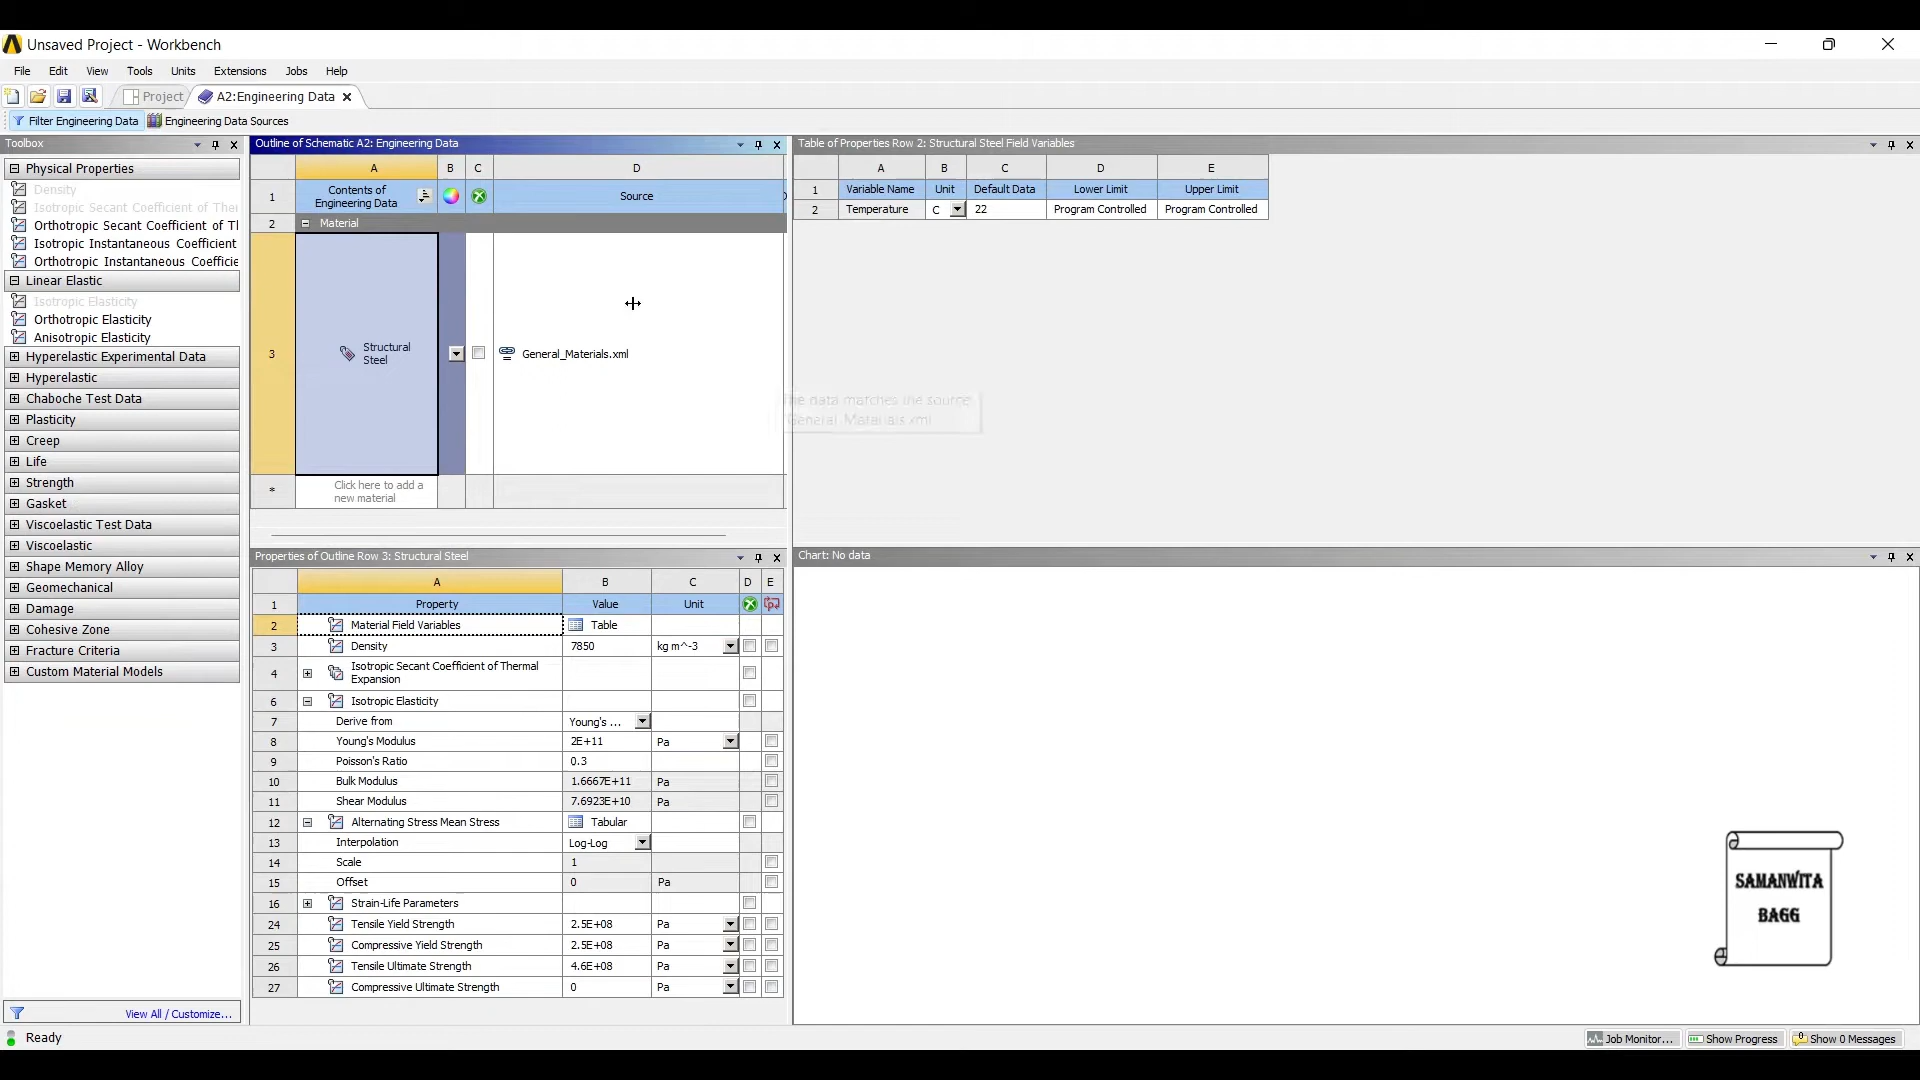 Unsaved Project - Workbench
File Edit View Tools Units Extensions Jobs Help
Project A2:Engineering Data
Filter Engineering Data Engineering Data Sources
Toolbox
Physical Properties
Density
Isotropic Secant Coefficient of Ther
Orthotropic Secant Coefficient of Tl
Isotropic Instantaneous Coefficient
Orthotropic Instantaneous Coefficie
Linear Elastic
Isotropic Elasticity
Orthotropic Elasticity
Anisotropic Elasticity
Hyperelastic Experimental Data
Hyperelastic
Chaboche Test Data
Plasticity
Creep
Life
Strength
Gasket
Viscoelastic Test Data
Viscoelastic
Shape Memory Alloy
Geomechanical
Damage
Cohesive Zone
Fracture Criteria
Custom Material Models
View All / Customize...
Outline of Schematic A2: Engineering Data
A B C D
1 Contents of
Engineering Data Source
2 Material
3 Structural
Steel General_Materials.xml
* Click here to add a
new material
Properties of Outline Row 3: Structural Steel
A B C D E
1 Property Value Unit
2 Material Field Variables Table
3 Density 7850 kg m^-3
4 Isotropic Secant Coefficient of Thermal
Expansion
6 Isotropic Elasticity
7 Derive from Young's ...
8 Young's Modulus 2E+11 Pa
9 Poisson's Ratio 0.3
10 Bulk Modulus 1.6667E+11 Pa
11 Shear Modulus 7.6923E+10 Pa
12 Alternating Stress Mean Stress Tabular
13 Interpolation Log-Log
14 Scale 1
15 Offset 0 Pa
16 Strain-Life Parameters
24 Tensile Yield Strength 2.5E+08 Pa
25 Compressive Yield Strength 2.5E+08 Pa
26 Tensile Ultimate Strength 4.6E+08 Pa
27 Compressive Ultimate Strength 0 Pa
Table of Properties Row 2: Structural Steel Field Variables
A B C D E
1 Variable Name Unit Default Data Lower Limit Upper Limit
2 Temperature C 22 Program Controlled Program Controlled
The data matches the source
'General_Materials.xml
Chart: No data
SAMANWITA
BAGG
Ready
Job Monitor... Show Progress Show 0 Messages